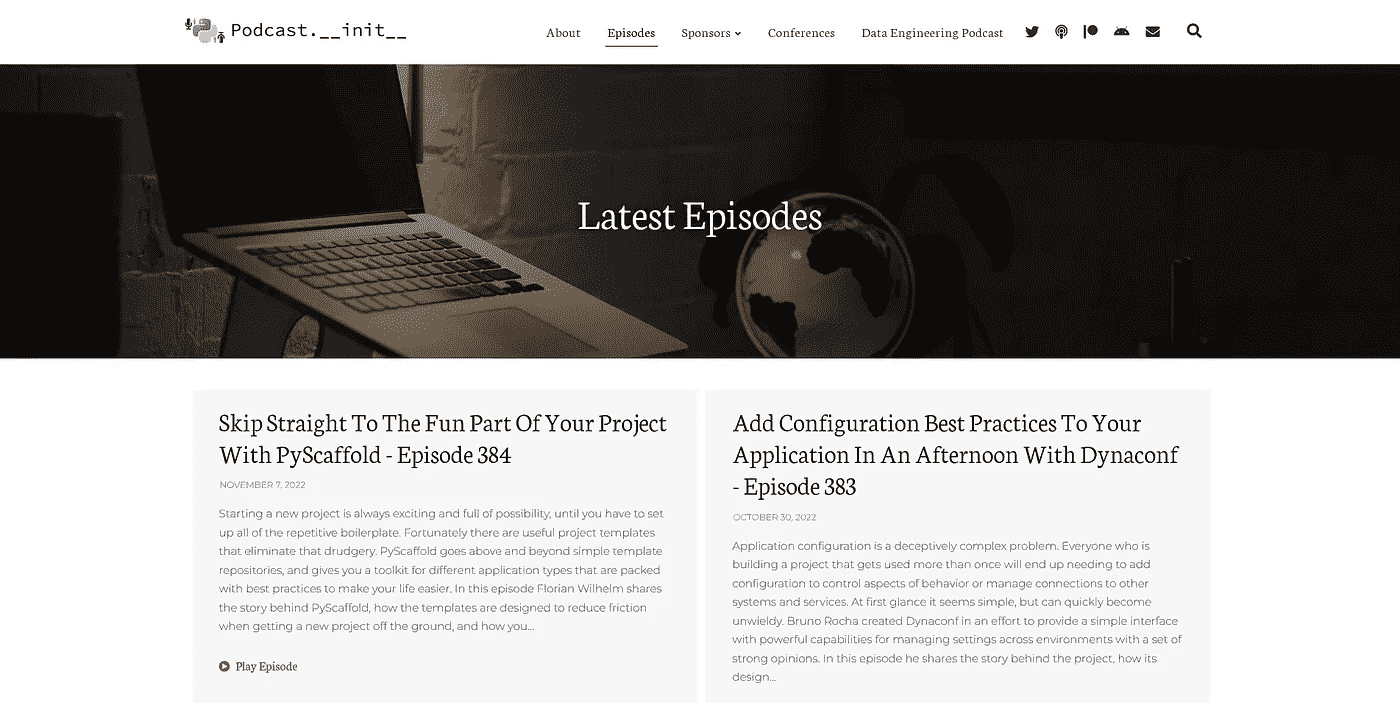 Podcast.__init__
About Episodes Sponsors Conferences Data Engineering Podcast
Latest Episodes
Skip Straight To The Fun Part Of Your Project
With PyScaffold - Episode 384
NOVEMBER 7, 2022
Starting a new project is always exciting and full of possibility, until you have to set
up all of the repetitive boilerplate. Fortunately there are useful project templates
that eliminate that drudgery. PyScaffold goes above and beyond simple template
repositories, and gives you a toolkit for different application types that are packed
with best practices to make your life easier. In this episode Florian Wilhelm shares
the story behind PyScaffold, how the templates are designed to reduce friction
when getting a new project off the ground, and how you...
Play Episode
Add Configuration Best Practices To Your
Application In An Afternoon With Dynaconf
- Episode 383
OCTOBER 30, 2022
Application configuration is a deceptively complex problem. Everyone who is
building a project that gets used more than once will end up needing to add
configuration to control aspects of behavior or manage connections to other
systems and services. At first glance it seems simple, but can quickly become
unwieldy. Bruno Rocha created Dynaconf in an effort to provide a simple interface
with powerful capabilities for managing settings across environments with a set of
strong opinions. In this episode he shares the story behind the project, how its
design...